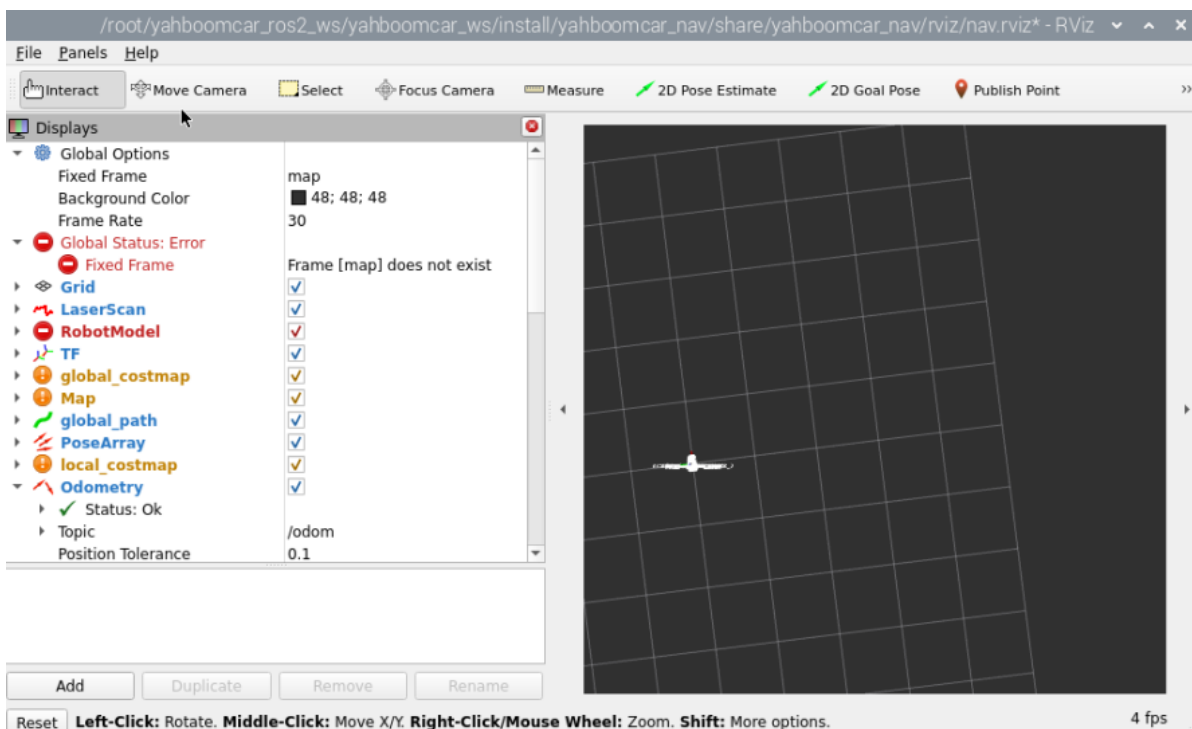 /root/yahboomcar_ros2_ws/yahboomcar_ws/install/yahboomcar_nav/share/yahboomcar_nav/rviz/nav.rviz* - RViz
File Panels Help
Interact Move Camera Select Focus Camera Measure 2D Pose Estimate 2D Goal Pose Publish Point
Displays
Global Options
Fixed Frame map
Background Color 48; 48; 48
Frame Rate 30
Global Status: Error
Fixed Frame Frame [map] does not exist
Grid
LaserScan
RobotModel
TF
global_costmap
Map
global_path
PoseArray
local_costmap
Odometry
Status: Ok
Topic /odom
Position Tolerance 0.1
Add Duplicate Remove Rename
Reset Left-Click: Rotate. Middle-Click: Move X/Y. Right-Click/Mouse Wheel: Zoom. Shift: More options. 4 fps